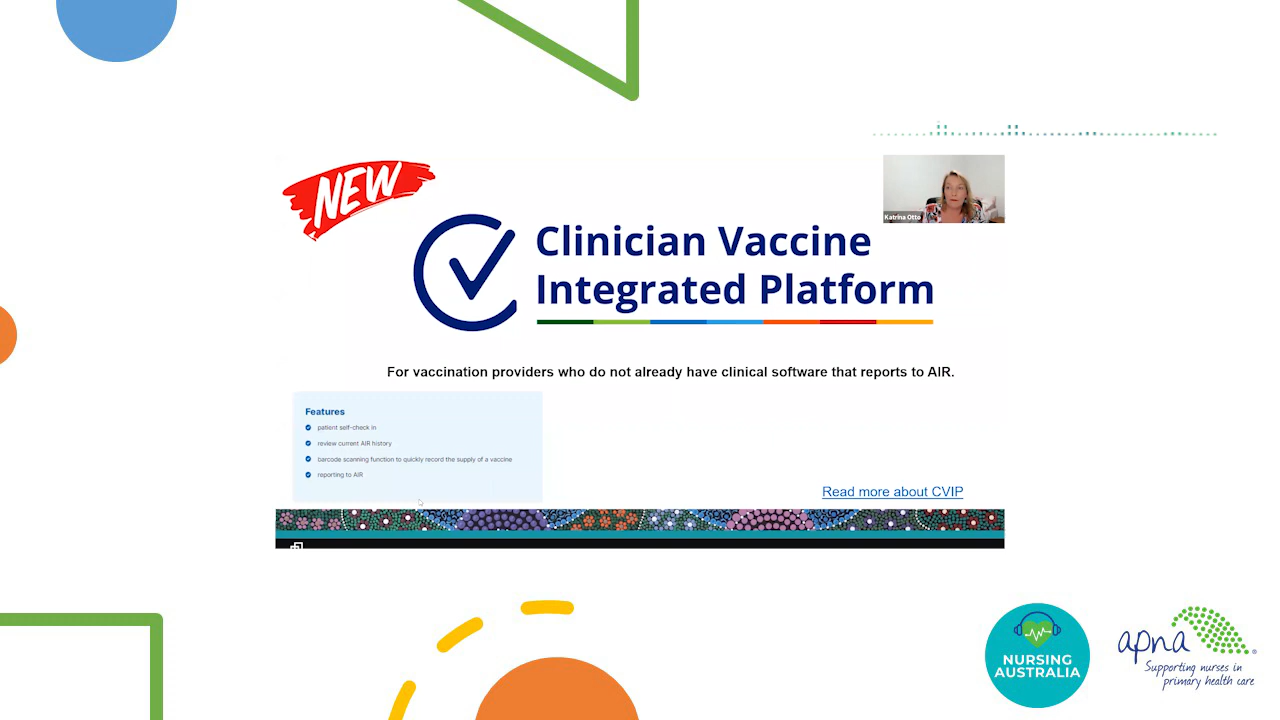 NEW
Katrina Otto
Clinician Vaccine
Integrated Platform
For vaccination providers who do not already have clinical software that reports to AIR.
Features
patient self-check in
review current AIR history
barcode scanning function to quickly record the supply of a vaccine
reporting to AIR
Read more about CVIP
NURSING
AUSTRALIA
apna
Supporting nurses in
primary health care